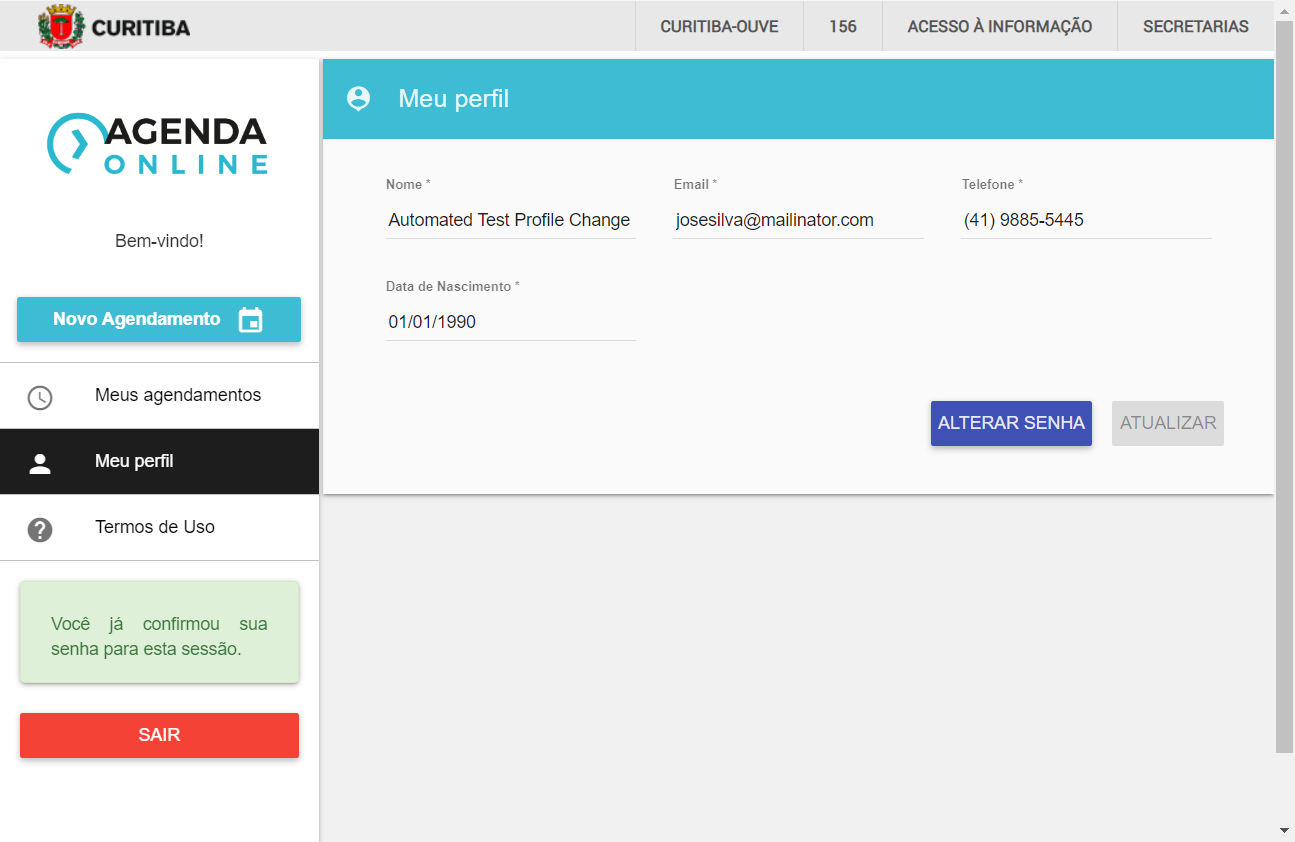 CURITIBA
CURITIBA-OUVE
156
ACESSO À INFORMAÇÃO
SECRETARIAS
AGENDA
ONLINE
Bem-vindo!
Novo Agendamento
Meus agendamentos
Meu perfil
Termos de Uso
Você já confirmou sua
senha para esta sessão.
SAIR
Meu perfil
Nome *
Email *
Telefone *
Automated Test Profile Change
josesilva@mailinator.com
(41) 9885-5445
Data de Nascimento *
01/01/1990
ALTERAR SENHA
ATUALIZAR